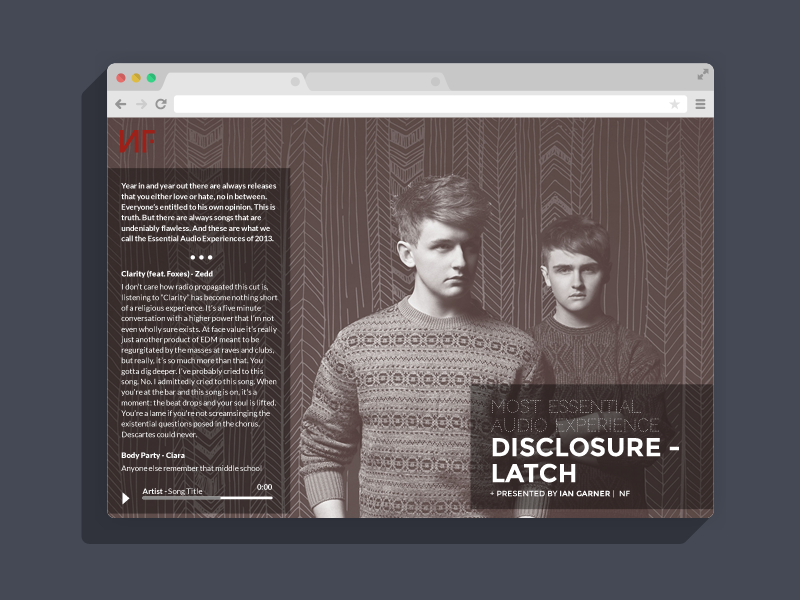 NF
Year in and year out there are always releases
that you either love or hate, no in between.
Everyone's entitled to his own opinion. This is
truth. But there are always songs that are
undeniably flawless. And these are what we
call the Essential Audio Experiences of 2013.
Clarity (feat. Foxes) - Zedd
I don't care how radio propagated this cut is,
listening to "Clarity" has become nothing short
of a religious experience. It's a five minute
conversation with a higher power that I'm not
even wholly sure exists. At face value it's really
just another product of EDM meant to be
regurgitated by the masses at raves and clubs,
but really, it's so much more than that. You
gotta dig deeper. I've probably cried to this
song. No. I admittedly cried to this song. When
you're at the bar and this song is on, it's a
moment: the beat drops and your soul is lifted.
You're a lame if you're not screamsinging the
existential questions posed in the chorus.
Descartes could never.
Body Party - Ciara
Anyone else remember that middle school
Artist - Song Title 0:00
MOST ESSENTIAL
AUDIO EXPERIENCE
DISCLOSURE -
LATCH
+ PRESENTED BY IAN GARNER | NF